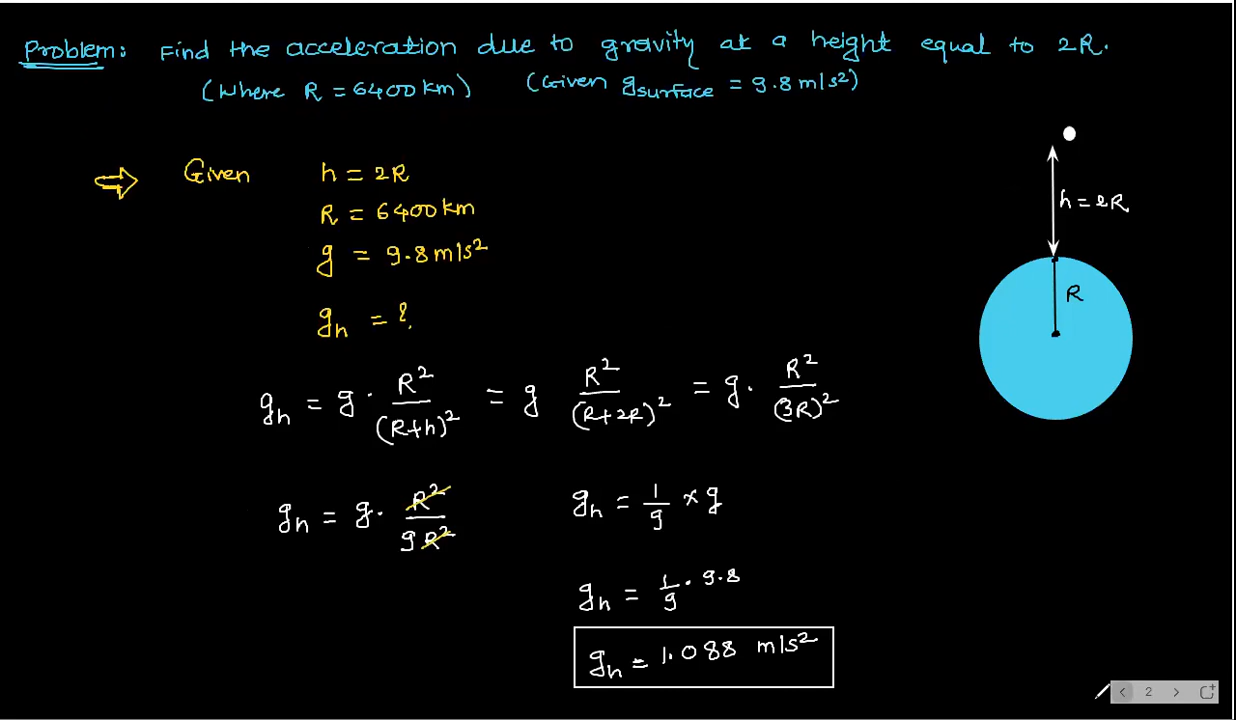 Problem: Find the acceleration due to gravity at a height equal to 2R.
(Where R = 6400 km) (Given gsurface = 9.8 m/s²)
⇒ Given h = 2R
R = 6400 km
g = 9.8 m/s²
gh = ?
h = 2R
R
gh = g · R²/(R+h)² = g R²/(R+2R)² = g · R²/(3R)²
gh = g · R²/9R² gh = 1/9 × g
gh = 1/9 · 9.8
gh = 1.088 m/s²
2